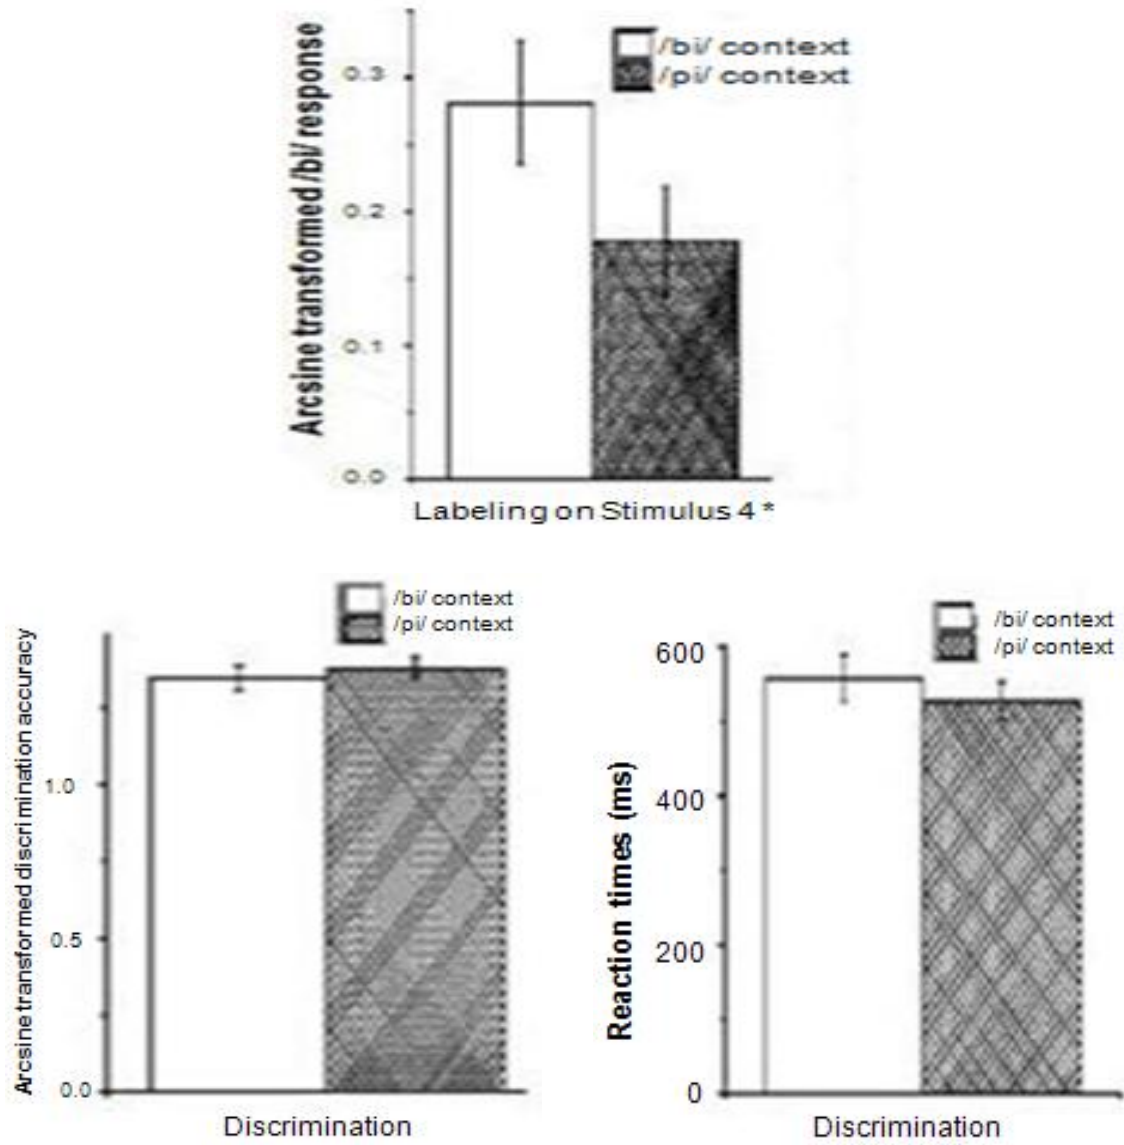 /bi/ context
/pi/ context
Arcsine transformed /bi/ response
0.3
0.2
0.1
0.0
Labeling on Stimulus 4 *
/bi/ context
/pi/ context
Arcsine transformed discrimination accuracy
1.0
0.5
0.0
Discrimination
/bi/ context
/pi/ context
Reaction times (ms)
600
400
200
0
Discrimination